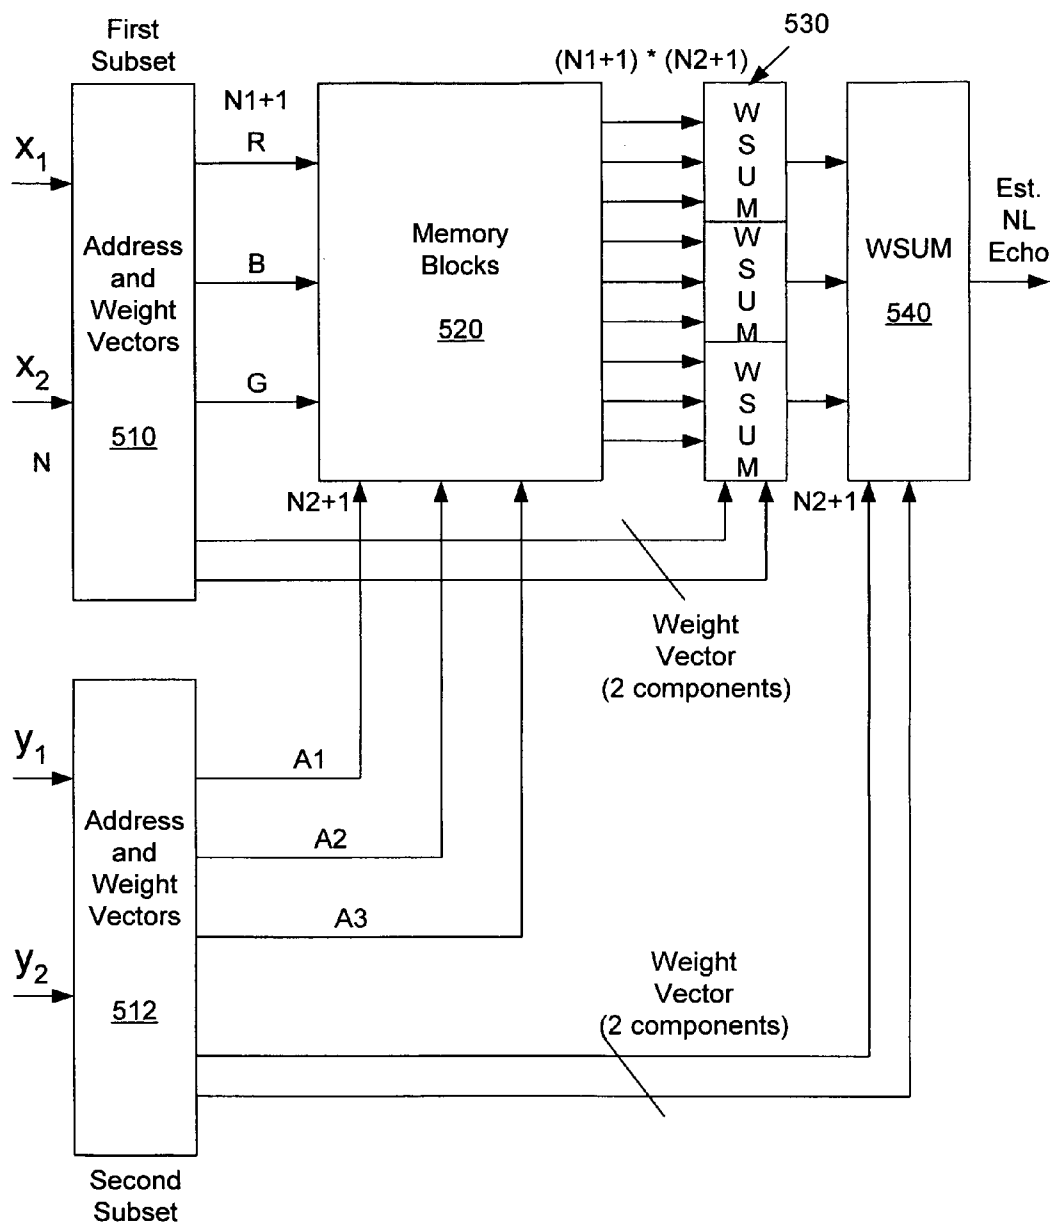 First
Subset
530
(N1+1) * (N2+1)
N1+1
R
B
G
x1
x2
N
Address
and
Weight
Vectors
510
Memory
Blocks
520
W
S
U
M
W
S
U
M
W
S
U
M
WSUM
540
Est.
NL
Echo
N2+1
N2+1
Weight
Vector
(2 components)
y1
y2
Address
and
Weight
Vectors
512
A1
A2
A3
Weight
Vector
(2 components)
Second
Subset